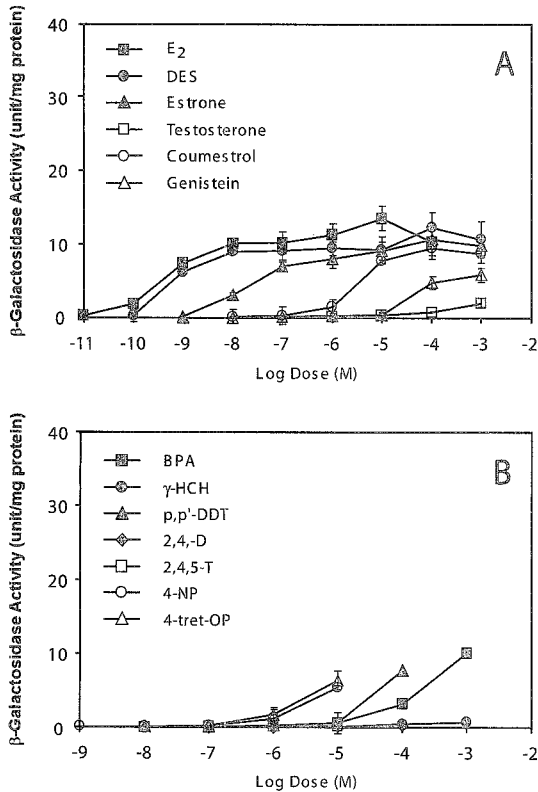 β-Galactosidase Activity (unit/mg protein)
40
30
20
10
0
A
E2
DES
Estrone
Testosterone
Coumestrol
Genistein
-11 -10 -9 -8 -7 -6 -5 -4 -3 -2
Log Dose (M)
β-Galactosidase Activity (unit/mg protein)
40
30
20
10
0
B
BPA
γ-HCH
p,p'-DDT
2,4,-D
2,4,5-T
4-NP
4-tret-OP
-9 -8 -7 -6 -5 -4 -3 -2
Log Dose (M)